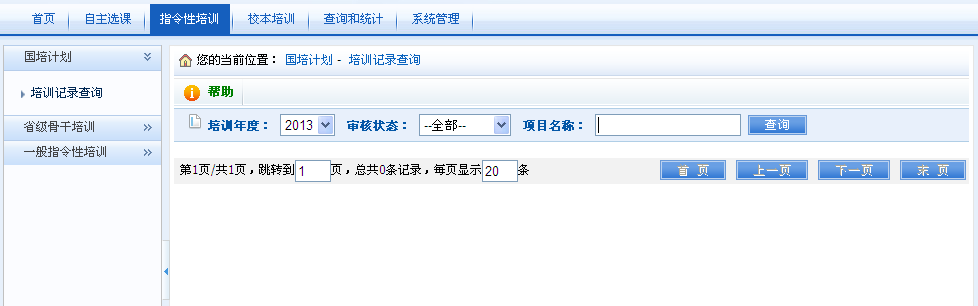 首页 自主选课 指令性培训 校本培训 查询和统计 系统管理
国培计划
培训记录查询
省级骨干培训
一般指令性培训
您的当前位置： 国培计划 - 培训记录查询
帮助
培训年度： 2013 审核状态： --全部-- 项目名称： 查询
第1页/共1页，跳转到 1 页，总共0条记录，每页显示 20 条 首 页 上一页 下一页 末 页